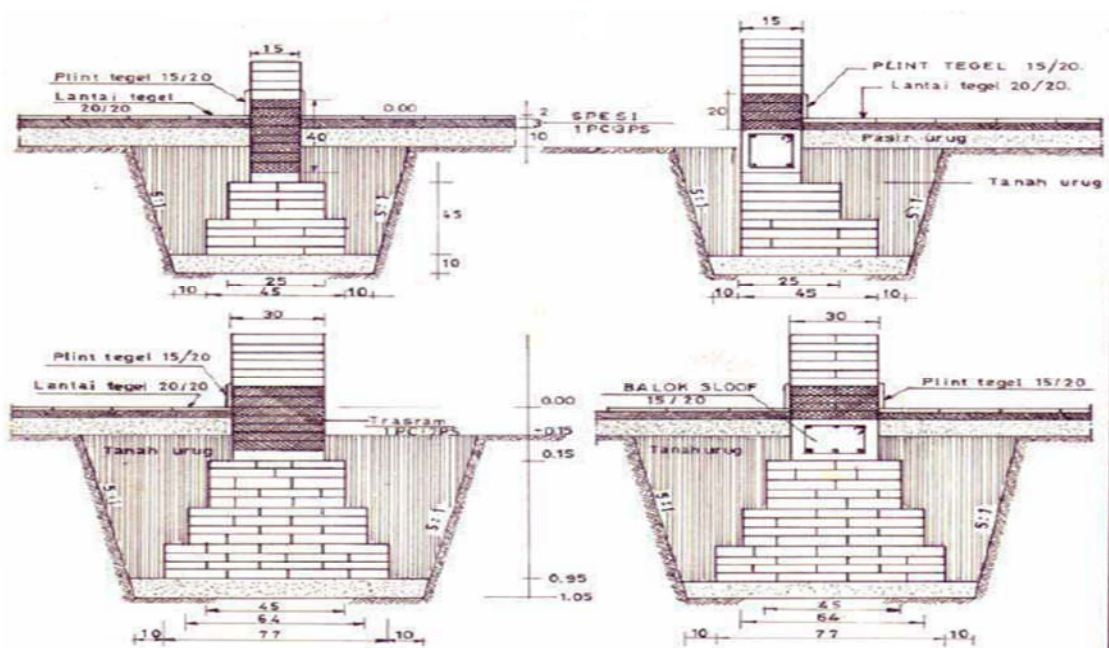 15
Plint tegel 15/20
Lantai tegel
20/20
0.00
40
2
3
10
5:1
5:1
45
10
10
25
45
10
15
PLINT TEGEL 15/20.
Lantai tegel 20/20.
20
SPESI
1PC:3PS
Pasir urug
Tanah urug
5:1
5:1
10
25
45
10
30
Plint tegel 15/20
Lantai tegel 20/20
0.00
Trasram
1PC:2PS
-0.15
Tanah urug
0.15
5:1
5:1
0.95
1.05
45
64
10
77
10
30
BALOK SLOOF
15/20
Plint tegel 15/20
Tanah urug
5:1
5:1
45
64
10
77
10